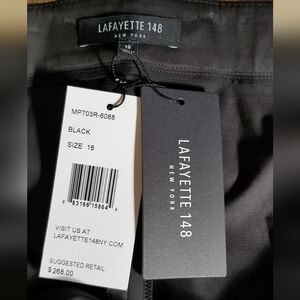 LAFAYETTE 148
NEW YORK
16
MP703R-6088
BLACK
SIZE 16
VISIT US AT
LAFAYETTE148NY.COM
SUGGESTED RETAIL
$ 268.00
LAFAYETTE 148
NEW YORK